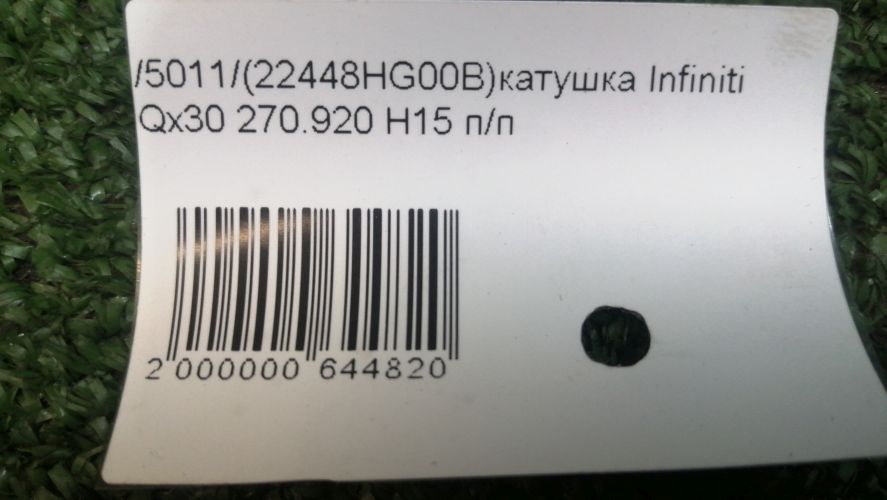 /5011/(22448HG00B)катушка Infiniti
Qx30 270.920 H15 п/п
2 000000 644820